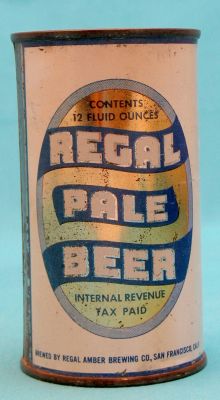 CONTENTS
12 FLUID OUNCES
REGAL
PALE
BEER
INTERNAL REVENUE
TAX PAID
BREWED BY REGAL AMBER BREWING CO., SAN FRANCISCO, CALIF.